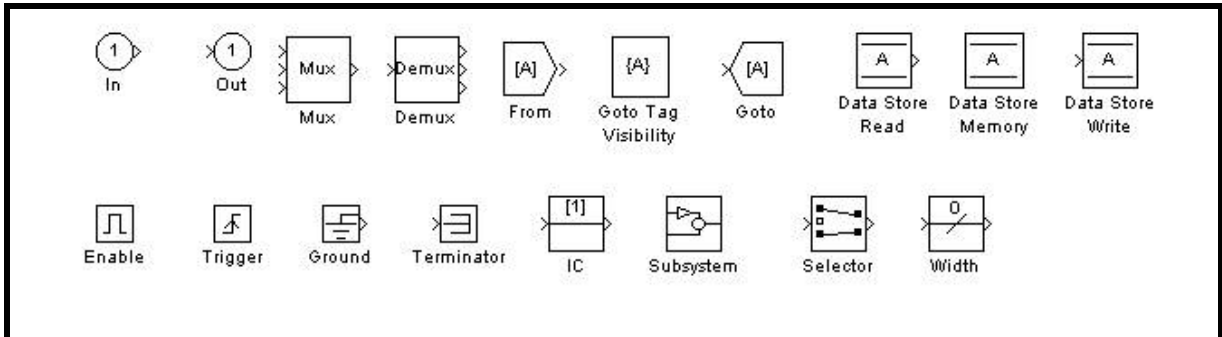 1 1 Mux Demux [A] {A} [A] A A A
In Out Mux Demux From Goto Tag Visibility Goto Data Store Read Data Store Memory Data Store Write
[1] 0
Enable Trigger Ground Terminator IC Subsystem Selector Width